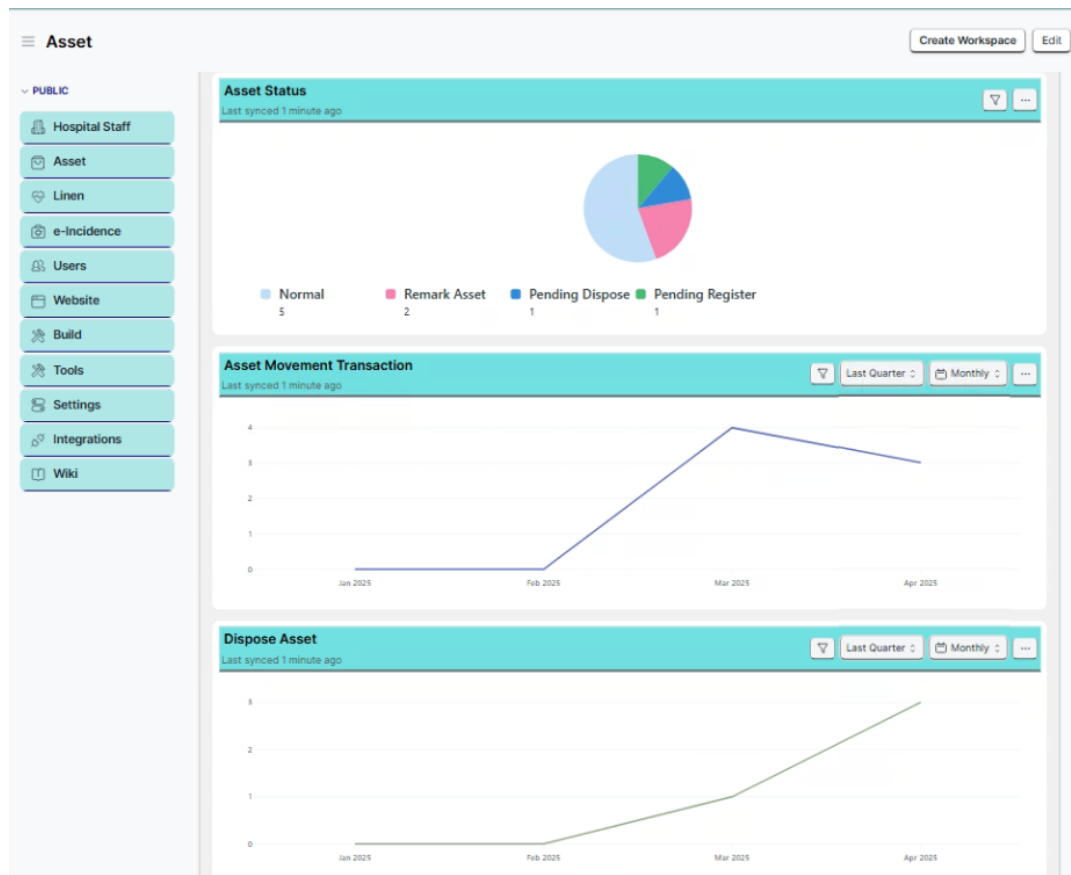 Asset
Create Workspace
Edit
PUBLIC
Hospital Staff
Asset
Linen
e-Incidence
Users
Website
Build
Tools
Settings
Integrations
Wiki
Asset Status
Last synced 1 minute ago
Normal
5
Remark Asset
2
Pending Dispose
1
Pending Register
1
Asset Movement Transaction
Last synced 1 minute ago
Last Quarter
Monthly
4
3
2
1
0
Jan 2025
Feb 2025
Mar 2025
Apr 2025
Dispose Asset
Last synced 1 minute ago
Last Quarter
Monthly
3
2
1
0
Jan 2025
Feb 2025
Mar 2025
Apr 2025